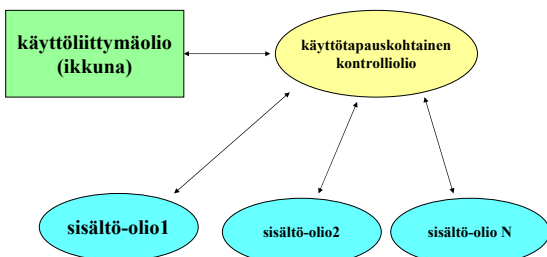 käyttöliittymäolio
(ikkuna)
käyttötapauskohtainen
kontrolliolio
sisältö-olio1
sisältö-olio2
sisältö-olio N